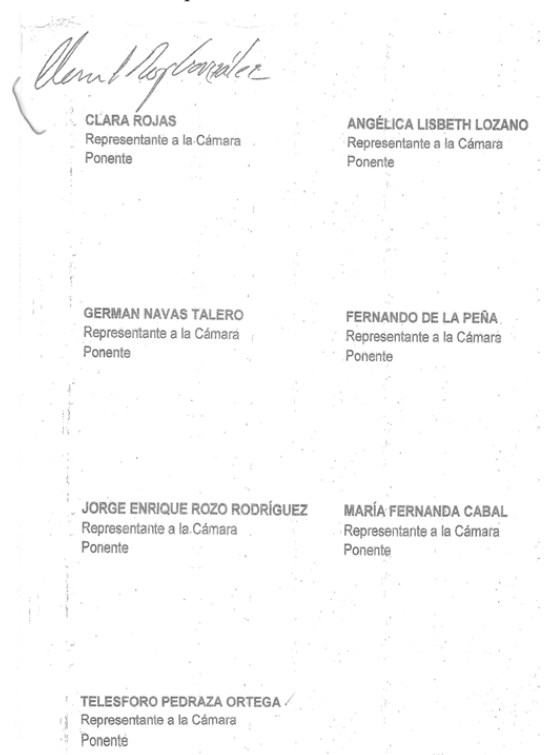 CLARA ROJAS
Representante a la Cámara
Ponente
ANGÉLICA LISBETH LOZANO
Representante a la Cámara
Ponente
GERMAN NAVAS TALERO
Representante a la Cámara
Ponente
FERNANDO DE LA PEÑA
Representante a la Cámara
Ponente
JORGE ENRIQUE ROZO RODRÍGUEZ
Representante a la Cámara
Ponente
MARÍA FERNANDA CABAL
Representante a la Cámara
Ponente
TELESFORO PEDRAZA ORTEGA
Representante a la Cámara
Ponente